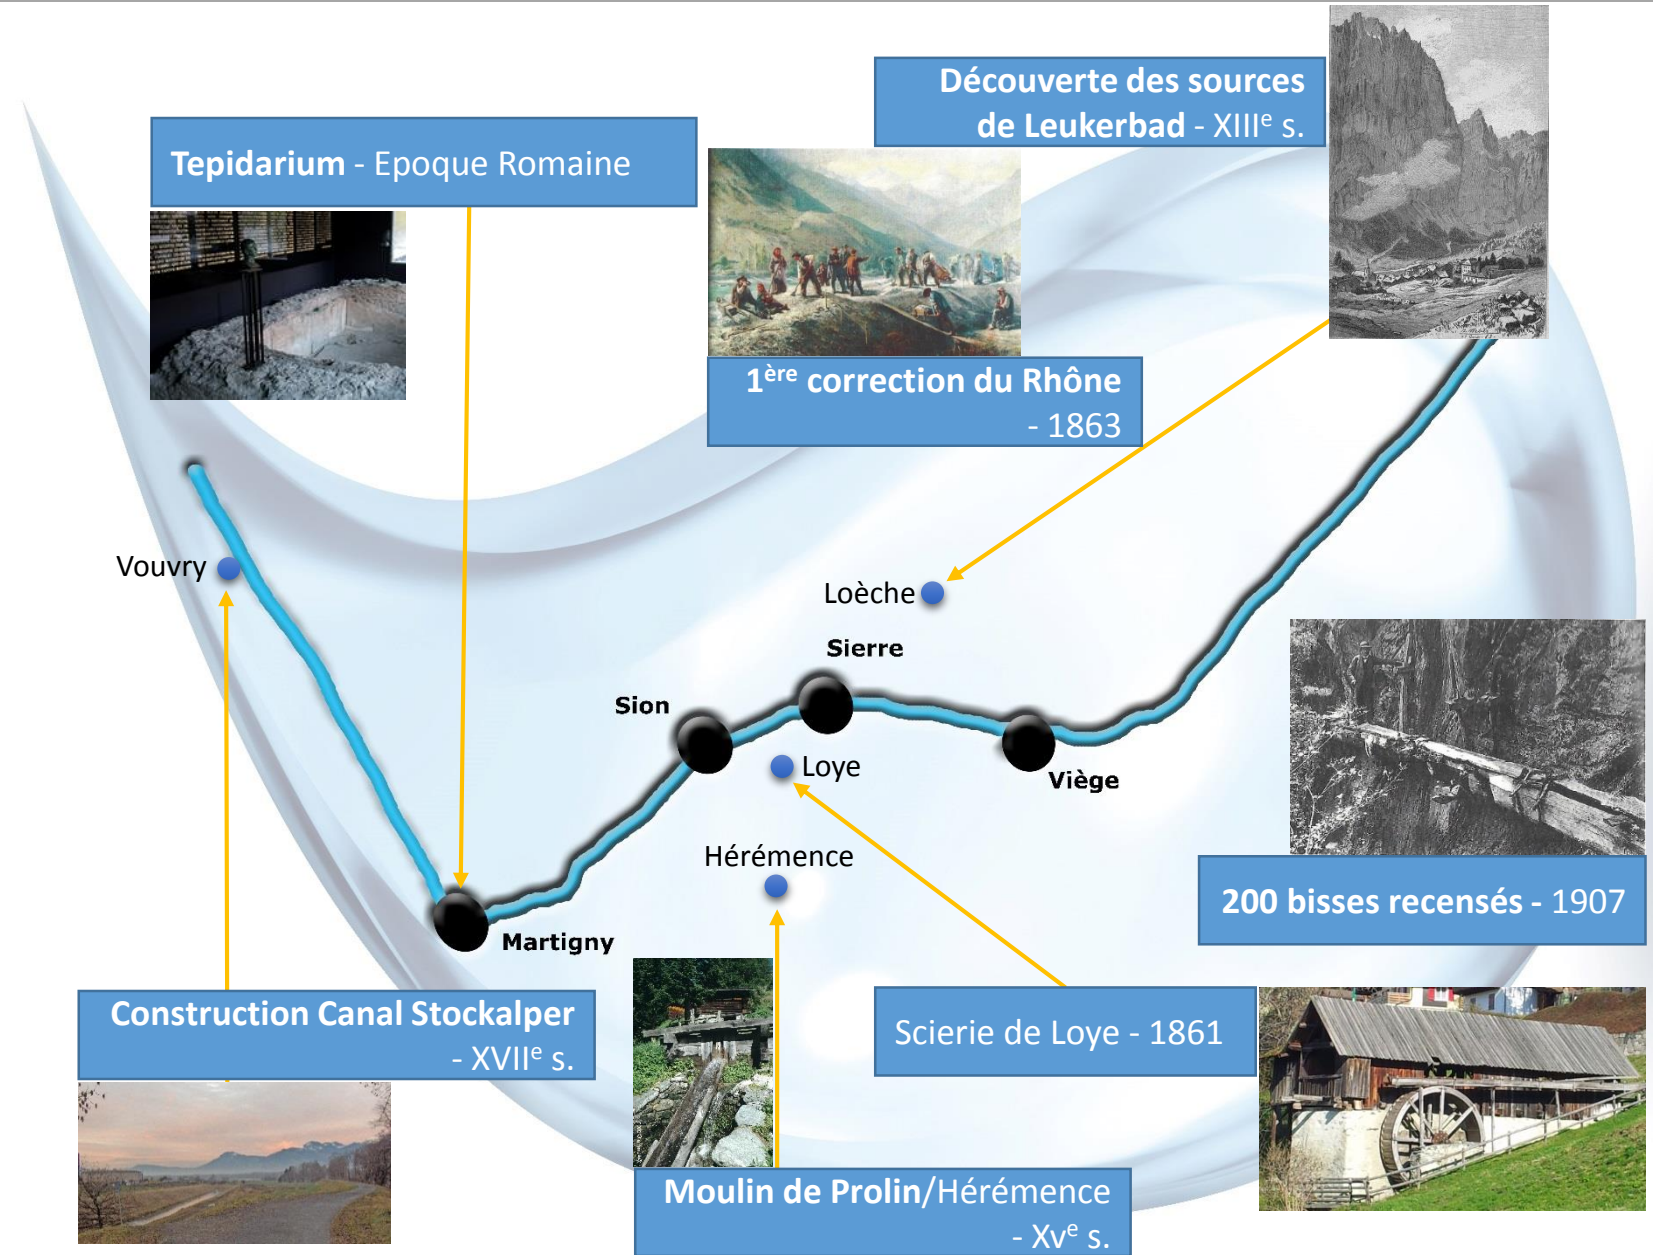 Découverte des sources
de Leukerbad - XIIIᵉ s.
Tepidarium - Epoque Romaine
1ère correction du Rhône
- 1863
Vouvry
Loèche
Sierre
Sion
Loye
Viège
Hérémence
200 bisses recensés - 1907
Martigny
Construction Canal Stockalper
- XVIIᵉ s.
Scierie de Loye - 1861
Moulin de Prolin/Hérémence
- Xvᵉ s.